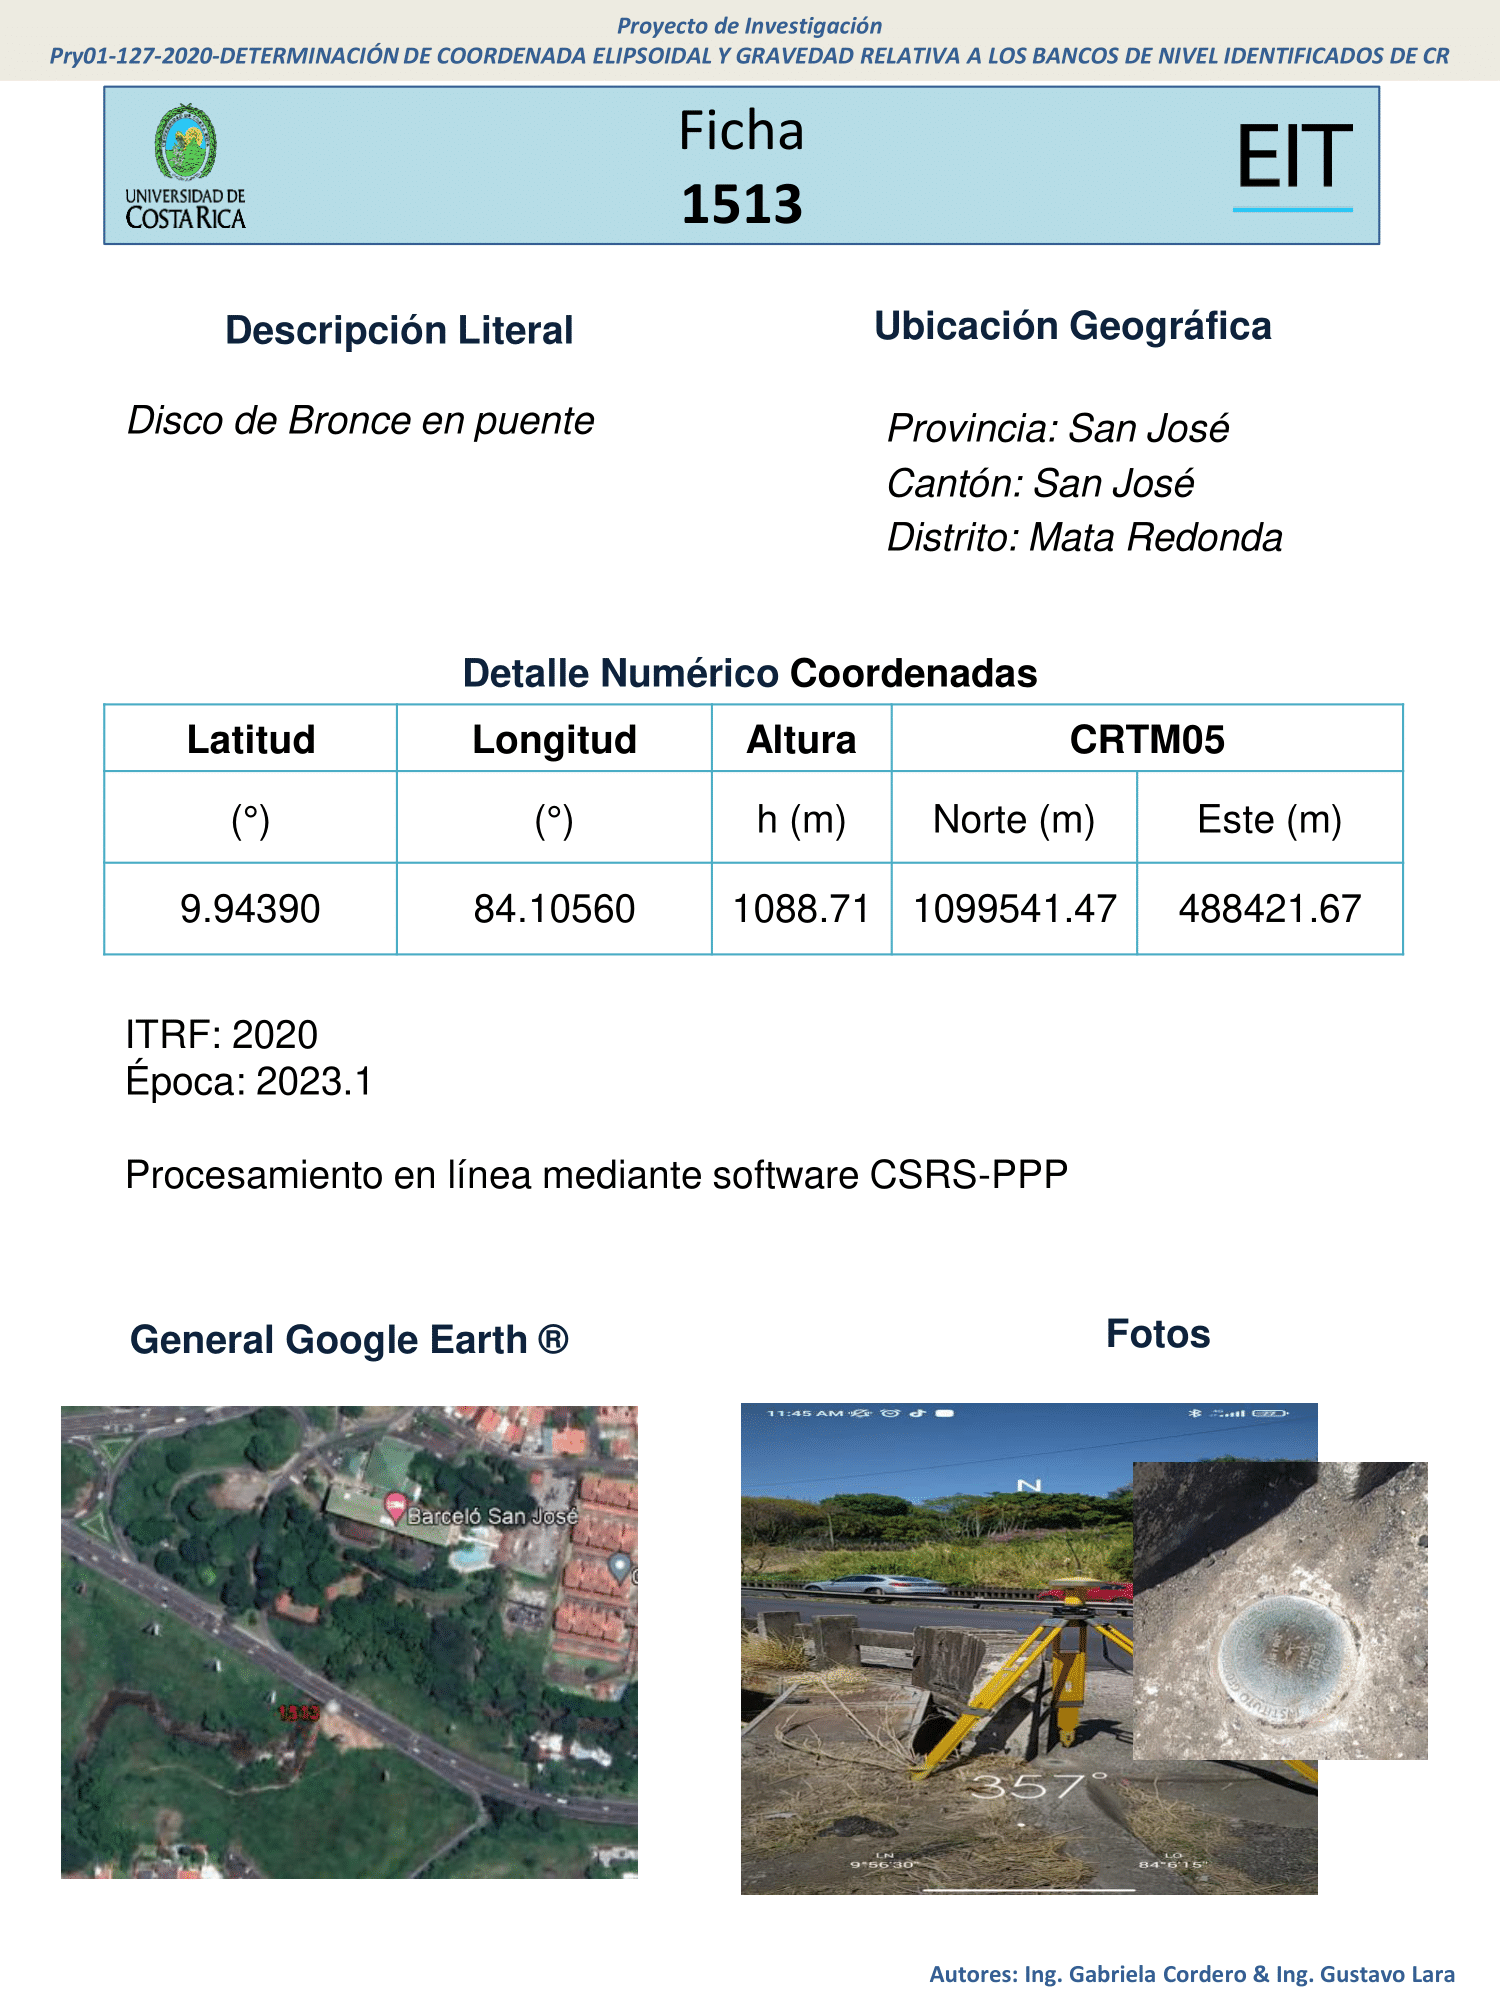 Proyecto de Investigación
Pry01-127-2020-DETERMINACIÓN DE COORDENADA ELIPSOIDAL Y GRAVEDAD RELATIVA A LOS BANCOS DE NIVEL IDENTIFICADOS DE CR
UNIVERSIDAD DE
COSTA RICA
Ficha
1513
EIT
Descripción Literal
Disco de Bronce en puente
Ubicación Geográfica
Provincia: San José
Cantón: San José
Distrito: Mata Redonda
Detalle Numérico Coordenadas
Latitud Longitud Altura CRTM05
(°) (°) h (m) Norte (m) Este (m)
9.94390 84.10560 1088.71 1099541.47 488421.67
ITRF: 2020
Época: 2023.1
Procesamiento en línea mediante software CSRS-PPP
General Google Earth ®
Barceló San José
1513
Fotos
11:45 AM
N
357°
LN
9°56'30"
LO
84°6'15"
INSTITUTO
Autores: Ing. Gabriela Cordero & Ing. Gustavo Lara